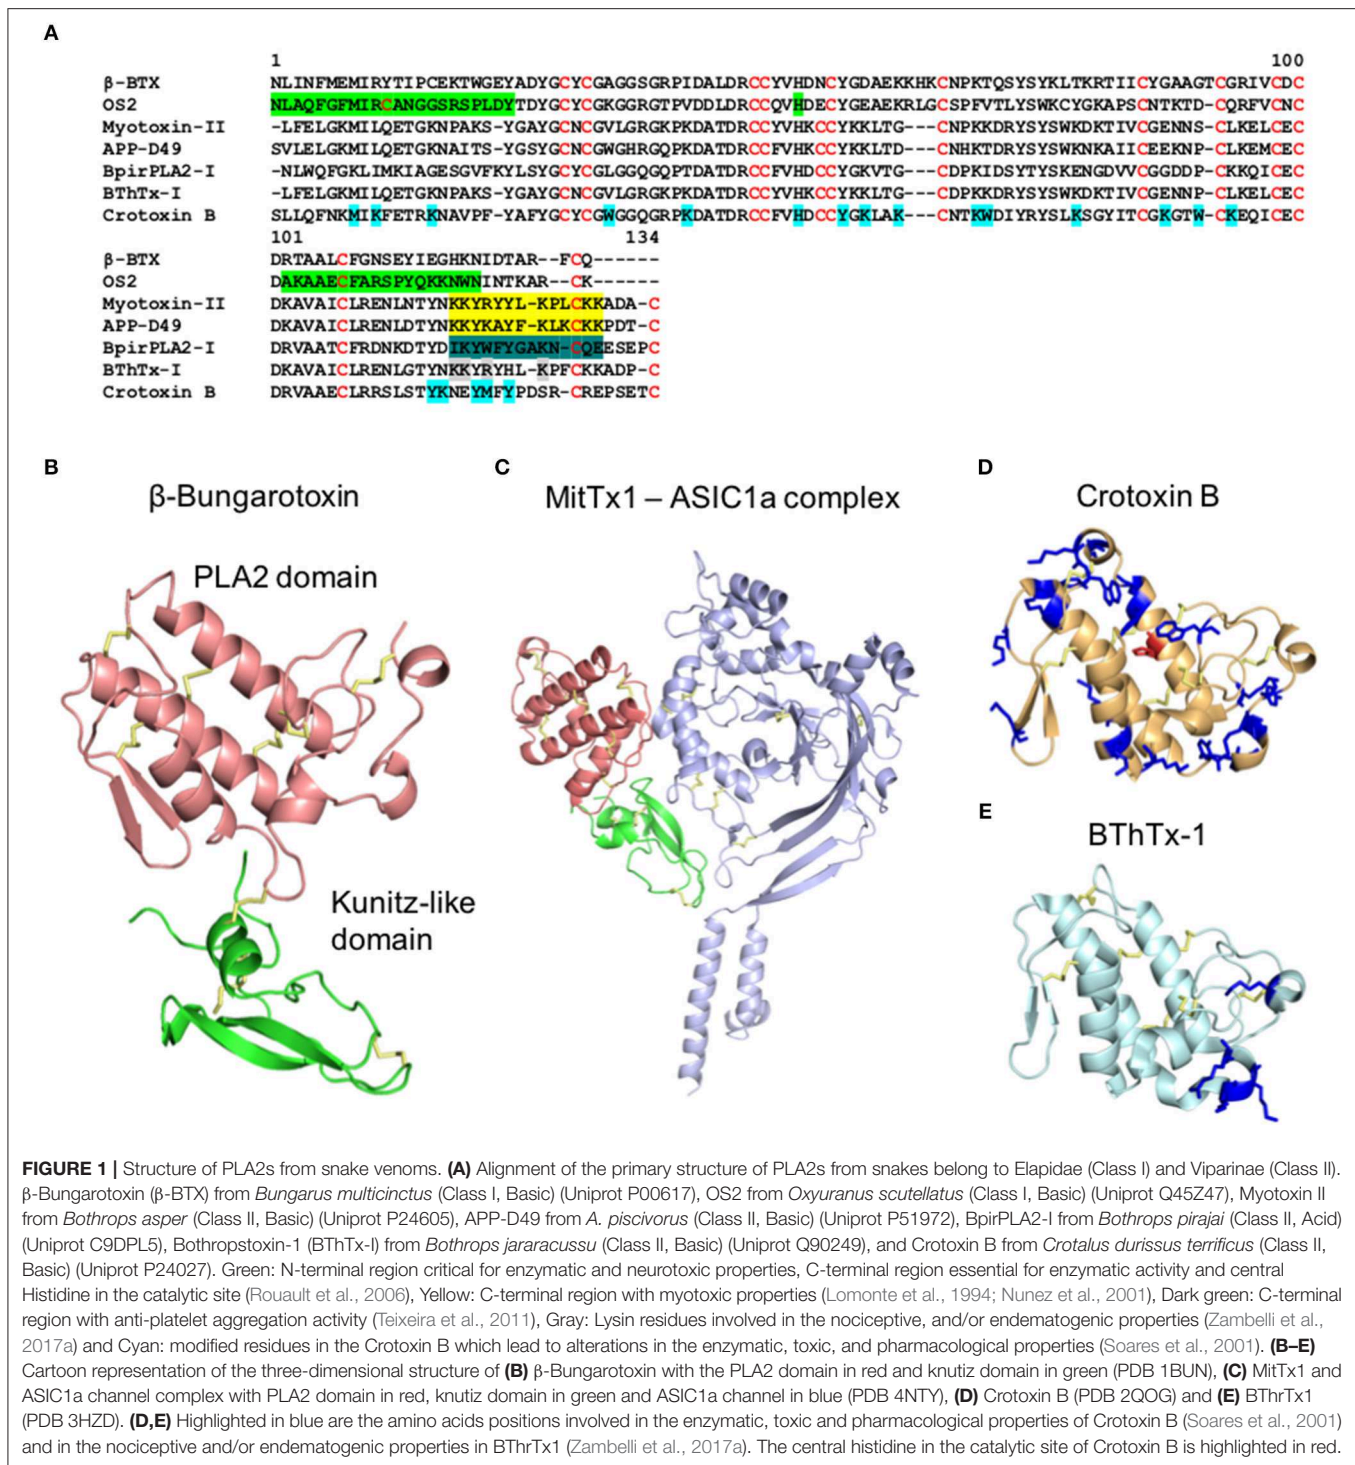 A
1 100
β-BTX NLINFMEMIRYTIPCEKTWGEYADYGCYCGAGGSGRPIDALDRCCYVHDNCYGDAEKKHKCNPKTQSYSYKLTKRTIICYGAAGTCGRIVCDC
OS2 NLAQFGFMIRCANGGSRSPLDYTDYGCYCGKGGRGTPVDDLDRCCQVHDECYGEAEKRLGCSPFVTLYSWKCYGKAPSCNTKTD-CQRFVCNC
Myotoxin-II -LFELGKMILQETGKNPAKS-YGAYGCNCGVLGRGKPKDATDRCCYVHKCCYKKLTG---CNPKKDRYSYSWKDKTIVCGENNS-CLKELCEC
APP-D49 SVLELGKMILQETGKNAITS-YGSYGCNCGWGHRGQPKDATDRCCFVHKCCYKKLTD---CNHKTDRYSYSWKNKAIICEEKNP-CLKEMCEC
BpirPLA2-I -NLWQFGKLIMKIAGESGVFKYLSYGCYCGLGGQGQPTDATDRCCFVHDCCYGKVTG---CDPKIDSYTYSKENGDVVCGGDDP-CKKQICEC
BThTx-I -LFELGKMILQETGKNPAKS-YGAYGCNCGVLGRGKPKDATDRCCYVHKCCYKKLTG---CDPKKDRYSYSWKDKTIVCGENNP-CLKELCEC
Crotoxin B SLLQFNKMIKFETRKNAVPF-YAFYGCYCGWGGQGRPKDATDRCCFVHDCCYGKLAK---CNTKWDIYRYSLKSGYITCGKGTW-CKEQICEC
101 134
β-BTX DRTAALCFGNSEYIEGHKNIDTAR--FCQ------
OS2 DAKAAECFARSPYQKKNWNINTKAR--CK------
Myotoxin-II DKAVAICLRENLNTYNKKYRYYL-KPLCKKADA-C
APP-D49 DKAVAICLRENLDTYNKKYKAYF-KLKCKKPDT-C
BpirPLA2-I DRVAATCFRDNKDTYDIKYWFYGAKN-CQEESEPC
BThTx-I DKAVAICLRENLGTYNKKYRYHL-KPFCKKADP-C
Crotoxin B DRVAAECLRRSLSTYKNEYMFYPDSR-CREPSETC
B C D
β-Bungarotoxin MitTx1 – ASIC1a complex Crotoxin B
PLA2 domain
E
BThTx-1
Kunitz-like
domain
FIGURE 1 | Structure of PLA2s from snake venoms. (A) Alignment of the primary structure of PLA2s from snakes belong to Elapidae (Class I) and Viparinae (Class II).
β-Bungarotoxin (β-BTX) from Bungarus multicinctus (Class I, Basic) (Uniprot P00617), OS2 from Oxyuranus scutellatus (Class I, Basic) (Uniprot Q45Z47), Myotoxin II
from Bothrops asper (Class II, Basic) (Uniprot P24605), APP-D49 from A. piscivorus (Class II, Basic) (Uniprot P51972), BpirPLA2-I from Bothrops pirajai (Class II, Acid)
(Uniprot C9DPL5), Bothropstoxin-1 (BThTx-I) from Bothrops jararacussu (Class II, Basic) (Uniprot Q90249), and Crotoxin B from Crotalus durissus terrificus (Class II,
Basic) (Uniprot P24027). Green: N-terminal region critical for enzymatic and neurotoxic properties, C-terminal region essential for enzymatic activity and central
Histidine in the catalytic site (Rouault et al., 2006), Yellow: C-terminal region with myotoxic properties (Lomonte et al., 1994; Nunez et al., 2001), Dark green: C-terminal
region with anti-platelet aggregation activity (Teixeira et al., 2011), Gray: Lysin residues involved in the nociceptive, and/or endematogenic properties (Zambelli et al.,
2017a) and Cyan: modified residues in the Crotoxin B which lead to alterations in the enzymatic, toxic, and pharmacological properties (Soares et al., 2001). (B–E)
Cartoon representation of the three-dimensional structure of (B) β-Bungarotoxin with the PLA2 domain in red and knutiz domain in green (PDB 1BUN), (C) MitTx1 and
ASIC1a channel complex with PLA2 domain in red, knutiz domain in green and ASIC1a channel in blue (PDB 4NTY), (D) Crotoxin B (PDB 2QOG) and (E) BThrTx1
(PDB 3HZD). (D,E) Highlighted in blue are the amino acids positions involved in the enzymatic, toxic and pharmacological properties of Crotoxin B (Soares et al., 2001)
and in the nociceptive and/or endematogenic properties in BThrTx1 (Zambelli et al., 2017a). The central histidine in the catalytic site of Crotoxin B is highlighted in red.